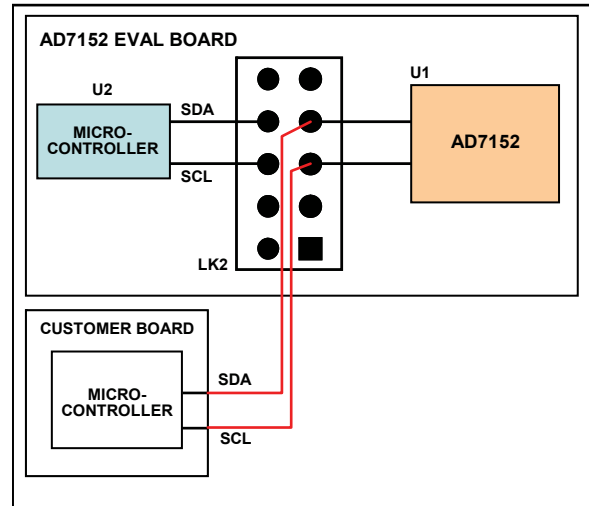 AD7152 EVAL BOARD
U2
U1
SDA
MICRO-
CONTROLLER
AD7152
SCL
LK2
CUSTOMER BOARD
SDA
MICRO-
CONTROLLER
SCL